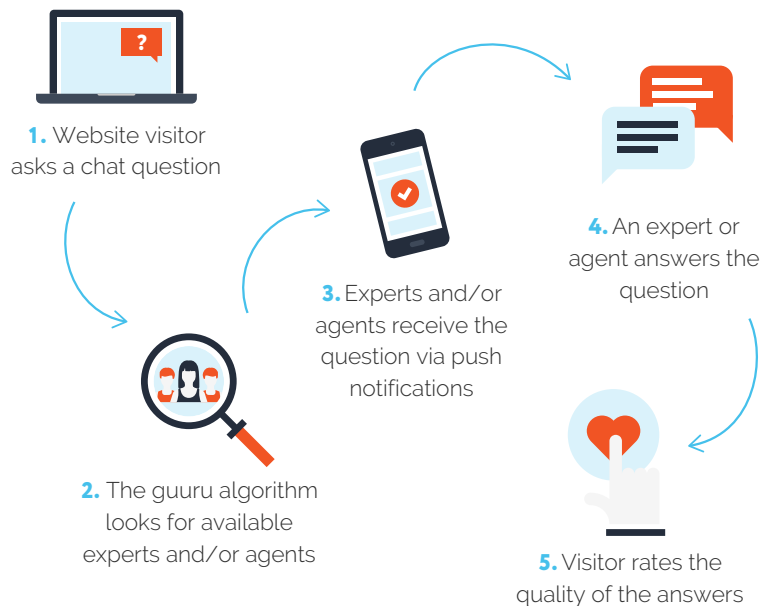 ?
1. Website visitor
asks a chat question
2. The guuru algorithm
looks for available
experts and/or agents
3. Experts and/or
agents receive the
question via push
notifications
4. An expert or
agent answers the
question
5. Visitor rates the
quality of the answers